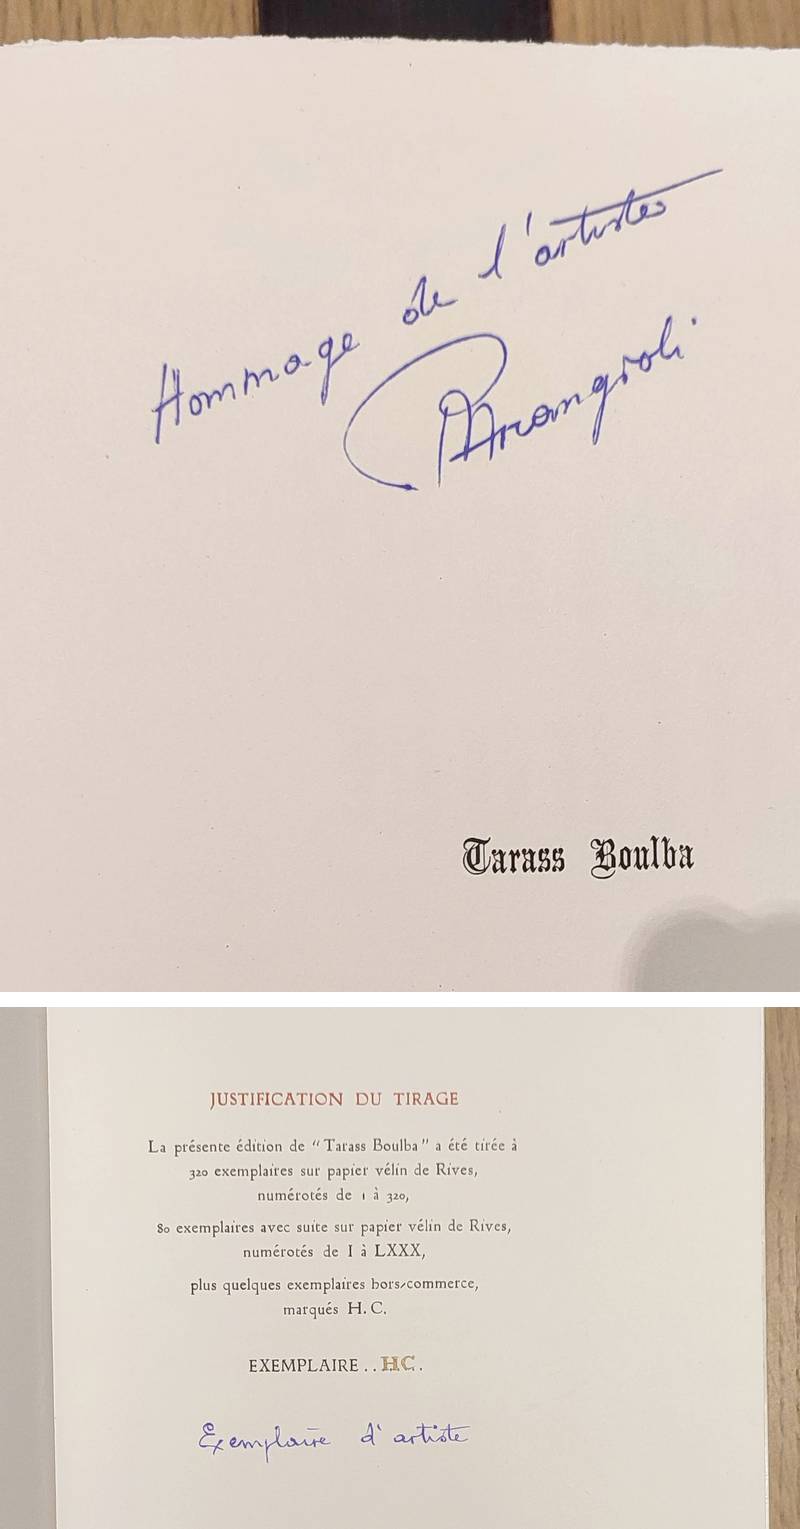 Hommage de l'artiste
Tarass Boulba
JUSTIFICATION DU TIRAGE
La présente édition de “Tarass Boulba” a été tirée à
320 exemplaires sur papier vélin de Rives,
numérotés de 1 à 320,
80 exemplaires avec suite sur papier vélin de Rives,
numérotés de I à LXXX,
plus quelques exemplaires hors-commerce,
marqués H. C.
EXEMPLAIRE . . H.C .
Exemplaire d'artiste